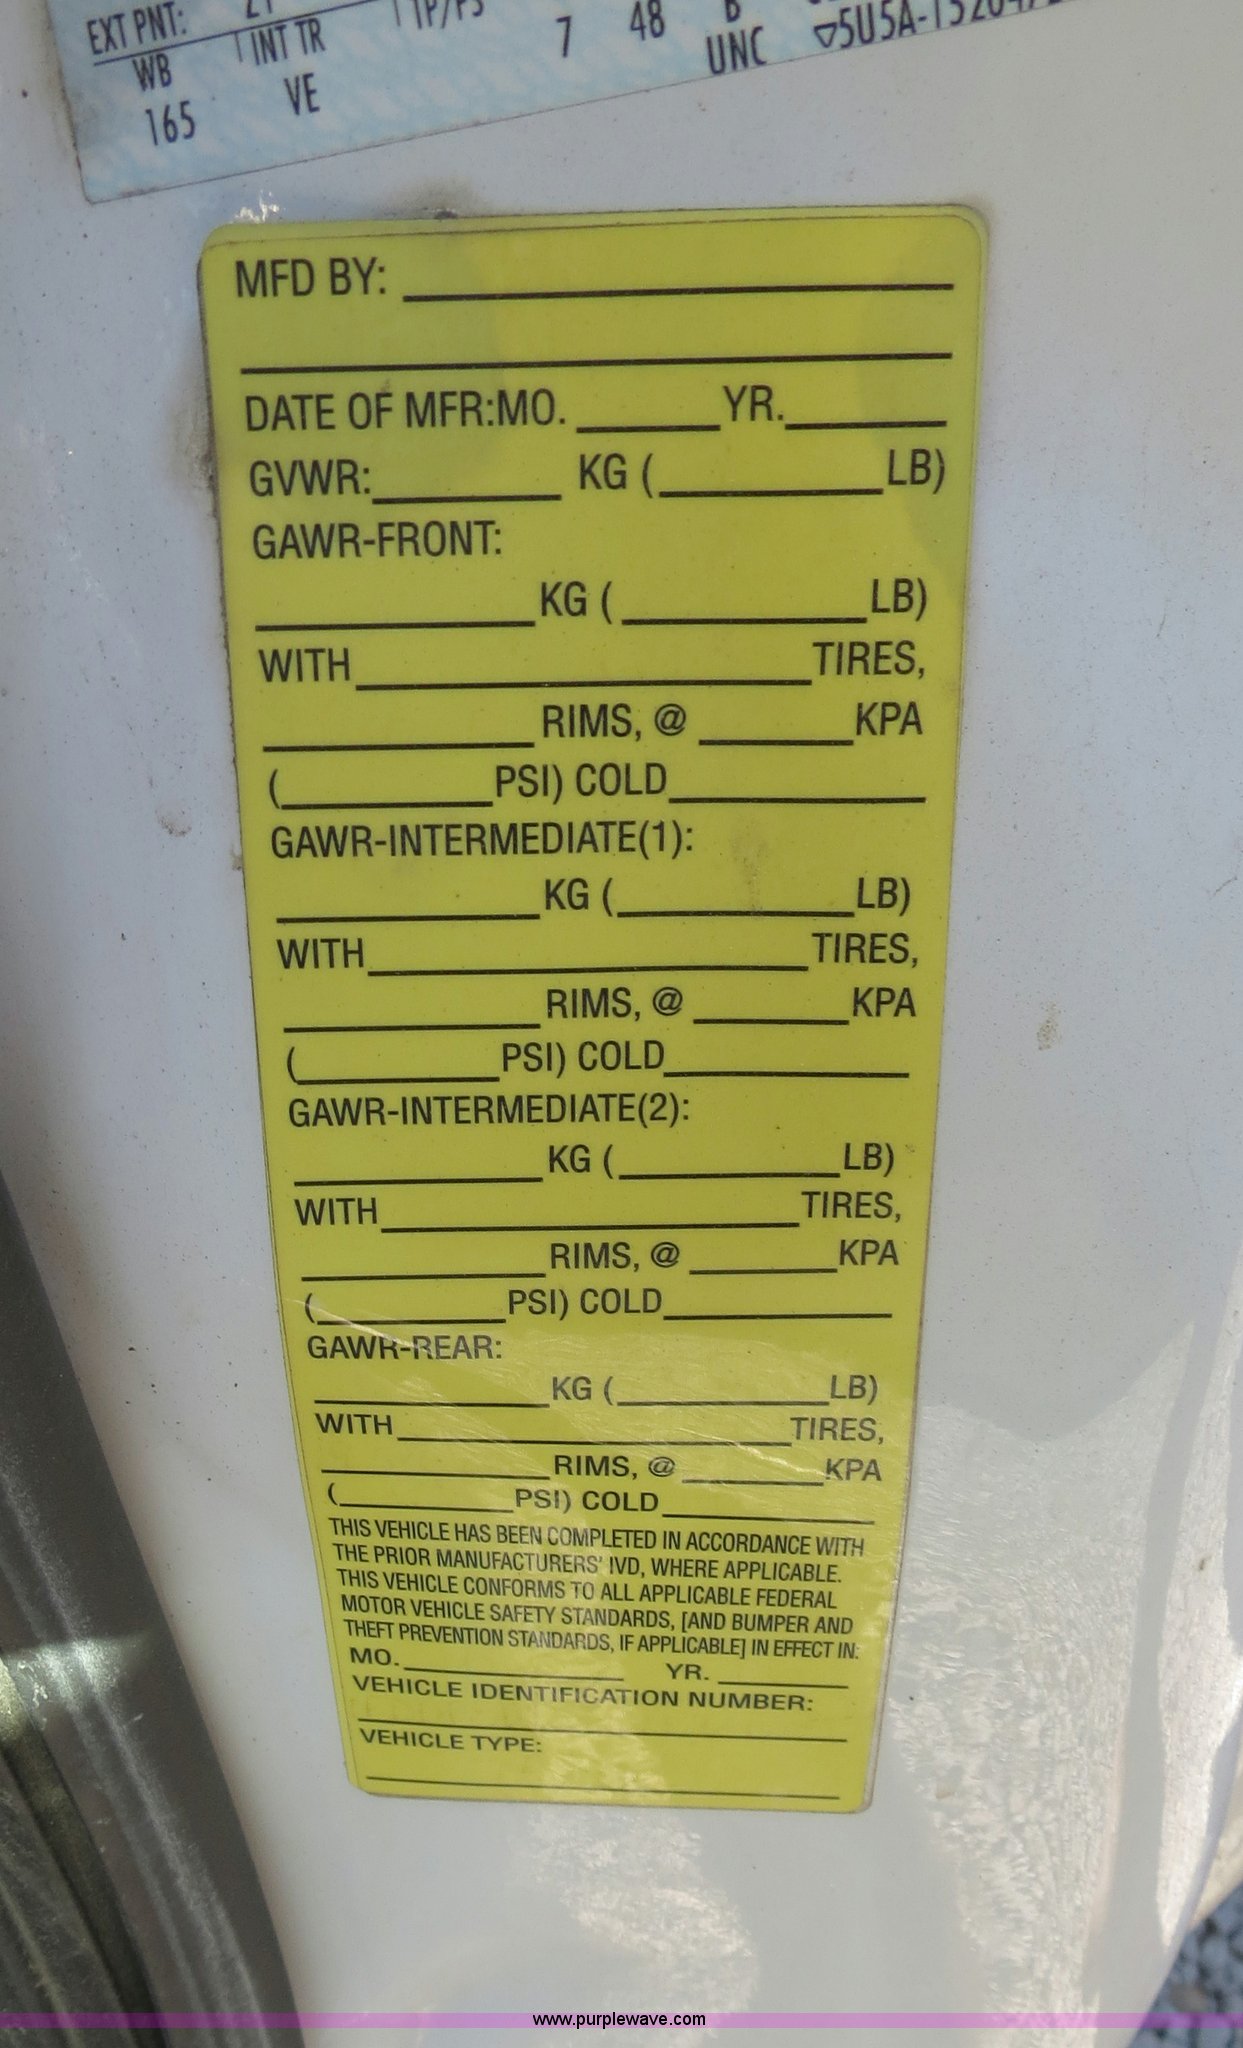 EXT PNT:
WB INT TR TP/PS
165 VE 7 48 B
UNC
MFD BY:
DATE OF MFR:MO. YR.
GVWR: KG ( LB)
GAWR-FRONT:
KG ( LB)
WITH TIRES,
RIMS, @ KPA
( PSI) COLD
GAWR-INTERMEDIATE(1):
KG ( LB)
WITH TIRES,
RIMS, @ KPA
( PSI) COLD
GAWR-INTERMEDIATE(2):
KG ( LB)
WITH TIRES,
RIMS, @ KPA
( PSI) COLD
GAWR-REAR:
KG ( LB)
WITH TIRES,
RIMS, @ KPA
( PSI) COLD
THIS VEHICLE HAS BEEN COMPLETED IN ACCORDANCE WITH
THE PRIOR MANUFACTURERS' IVD, WHERE APPLICABLE.
THIS VEHICLE CONFORMS TO ALL APPLICABLE FEDERAL
MOTOR VEHICLE SAFETY STANDARDS, [AND BUMPER AND
THEFT PREVENTION STANDARDS, IF APPLICABLE] IN EFFECT IN:
MO. YR.
VEHICLE IDENTIFICATION NUMBER:
VEHICLE TYPE:
www.purplewave.com